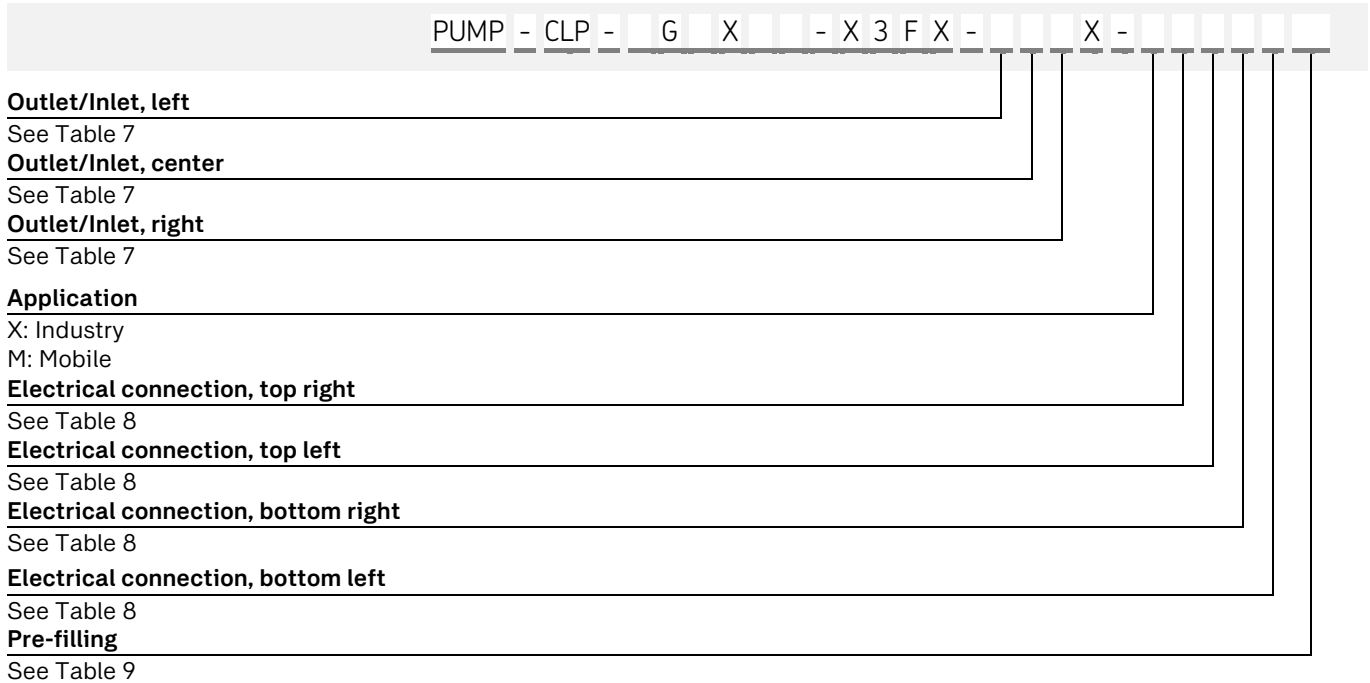 PUMP - CLP - G X - X 3 F X - X -
Outlet/Inlet, left
See Table 7
Outlet/Inlet, center
See Table 7
Outlet/Inlet, right
See Table 7
Application
X: Industry
M: Mobile
Electrical connection, top right
See Table 8
Electrical connection, top left
See Table 8
Electrical connection, bottom right
See Table 8
Electrical connection, bottom left
See Table 8
Pre-filling
See Table 9